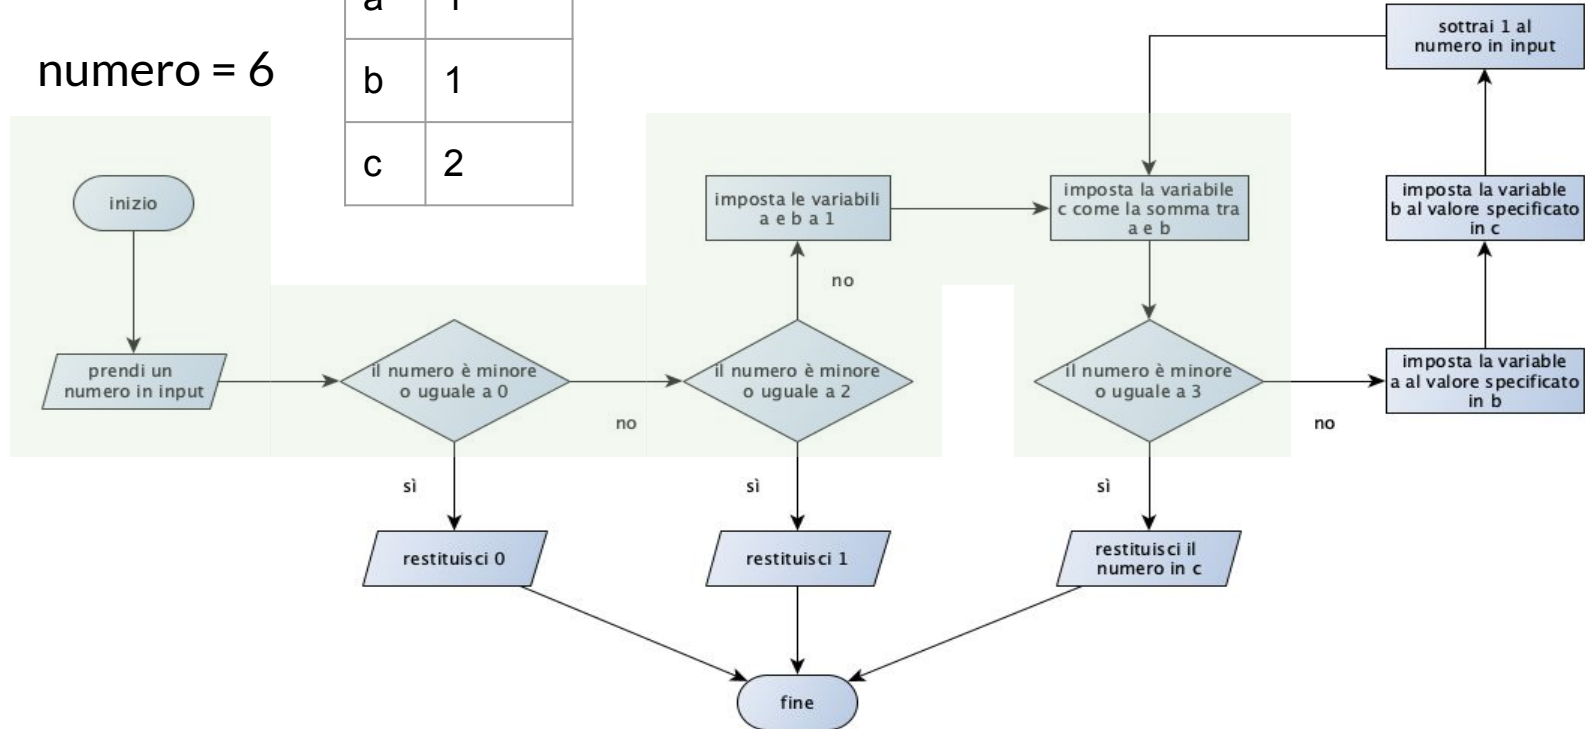 numero = 6
a 1
b 1
c 2
inizio
prendi un
numero in input
il numero è minore
o uguale a 0
no
sì
restituisci 0
il numero è minore
o uguale a 2
no
sì
restituisci 1
imposta le variabili
a e b a 1
imposta la variabile
c come la somma tra
a e b
il numero è minore
o uguale a 3
no
sì
restituisci il
numero in c
imposta la variable
a al valore specificato
in b
imposta la variable
b al valore specificato
in c
sottrai 1 al
numero in input
fine